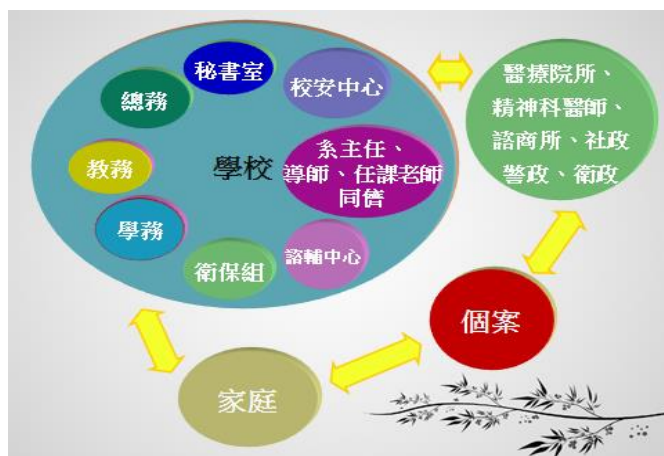 秘書室
總務
校安中心
教務
學校
系主任、
導師、任課老師
同儕
學務
衛保組
諮輔中心
醫療院所、
精神科醫師、
諮商所、社政
警政、衛政
個案
家庭